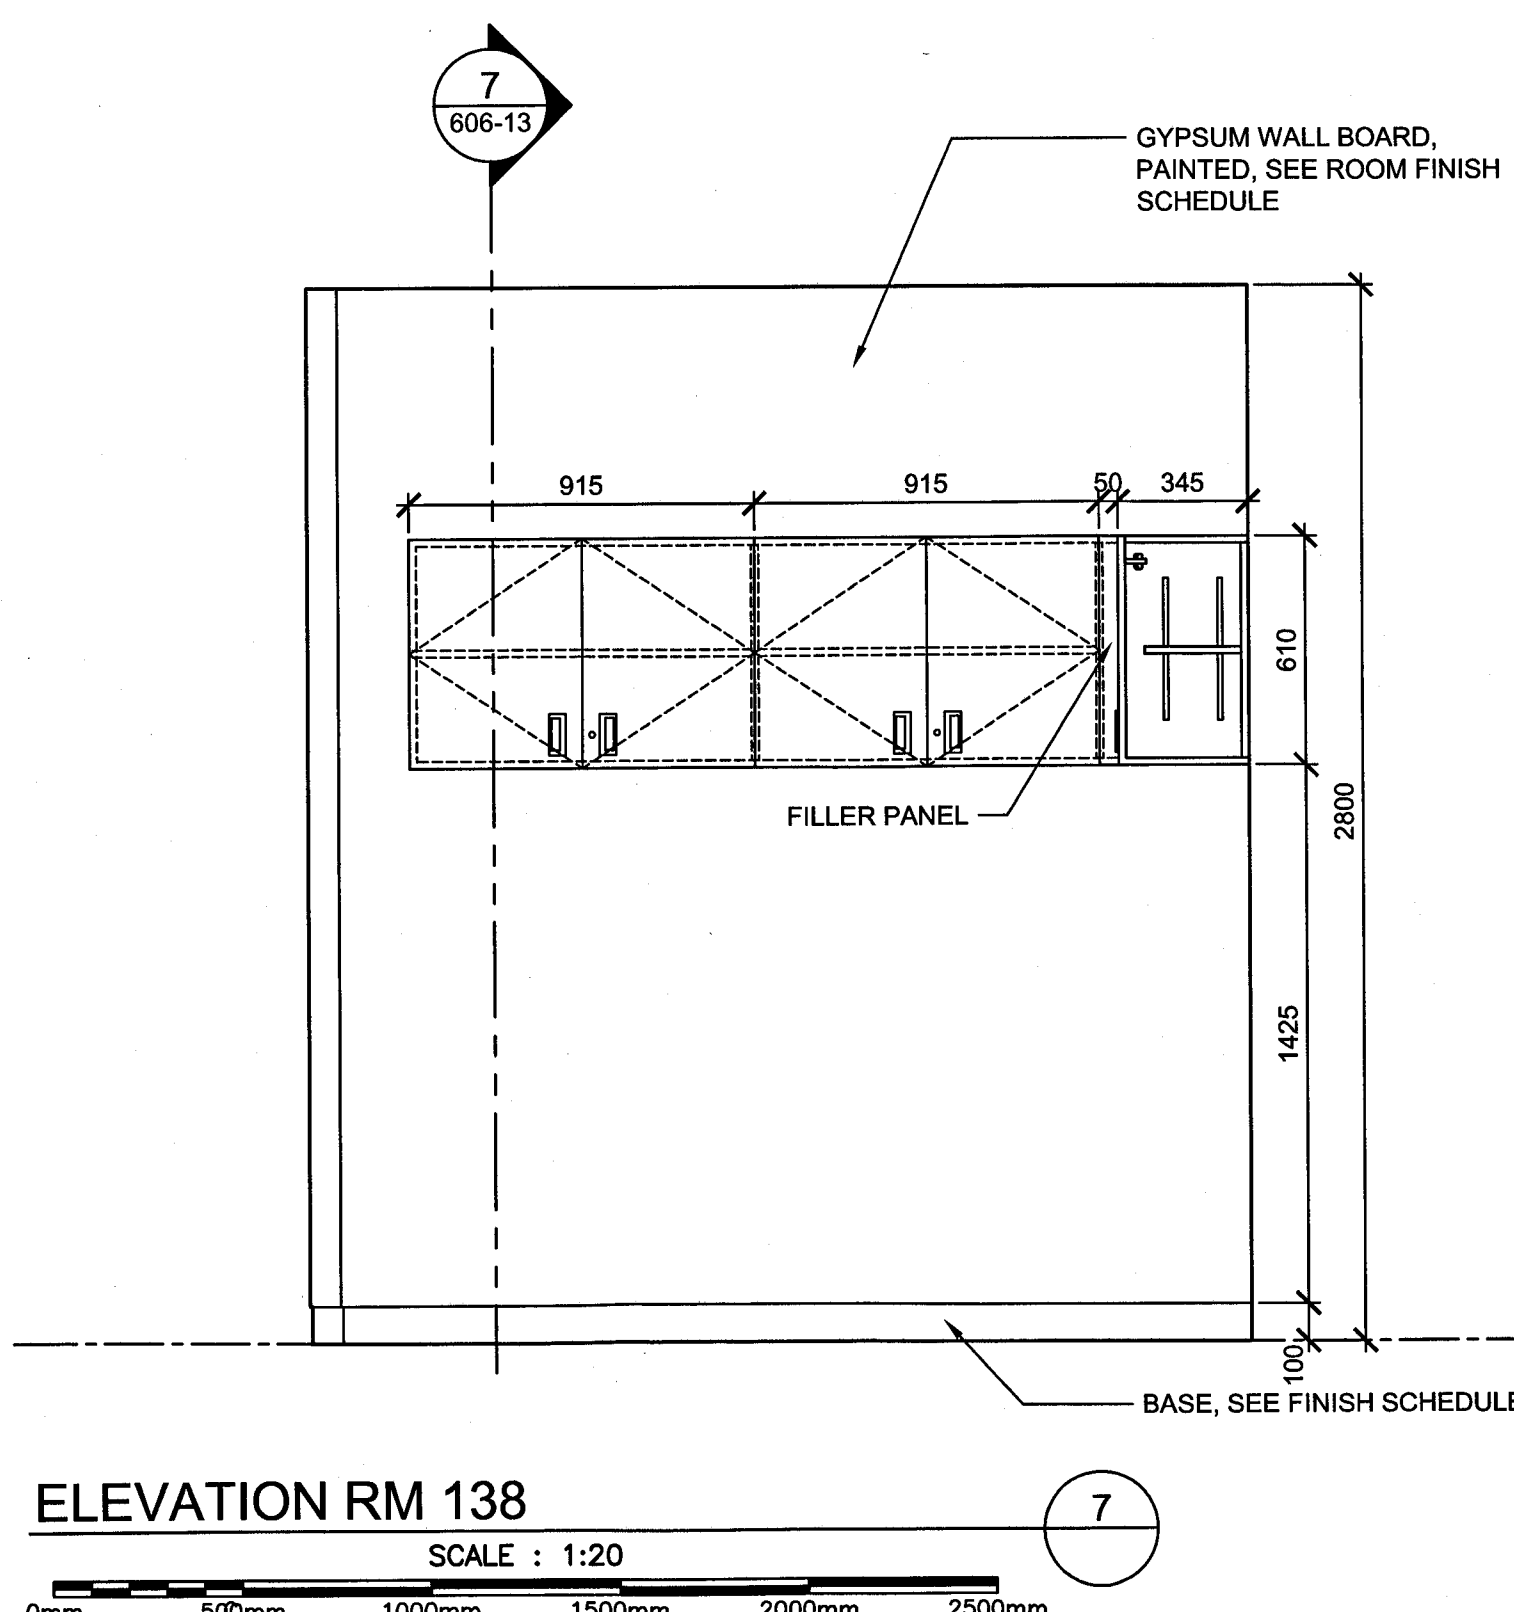 7
606-13
GYPSUM WALL BOARD,
PAINTED, SEE ROOM FINISH
SCHEDULE
915
915
50
345
610
2800
FILLER PANEL
1425
100
BASE, SEE FINISH SCHEDULE
ELEVATION RM 138
7
SCALE : 1:20
0mm 500mm 1000mm 1500mm 2000mm 2500mm